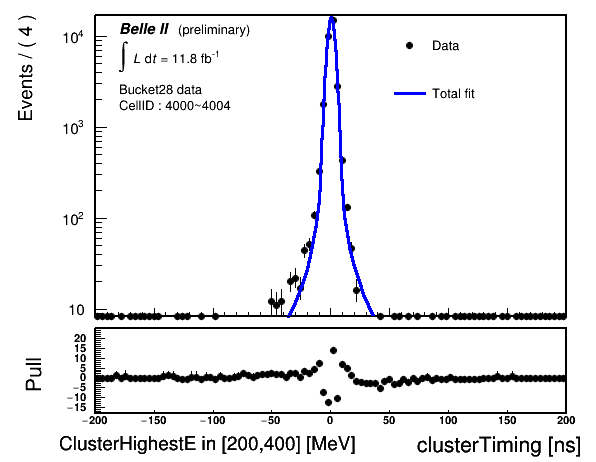 Belle II (preliminary)
∫ L dt = 11.8 fb⁻¹
Bucket28 data
CellID : 4000~4004
Data
Total fit
Events / ( 4 )
10⁴
10³
10²
10
Pull
20
15
10
5
0
−5
−10
−15
−200 −150 −100 −50 0 50 100 150 200
ClusterHighestE in [200,400] [MeV] clusterTiming [ns]